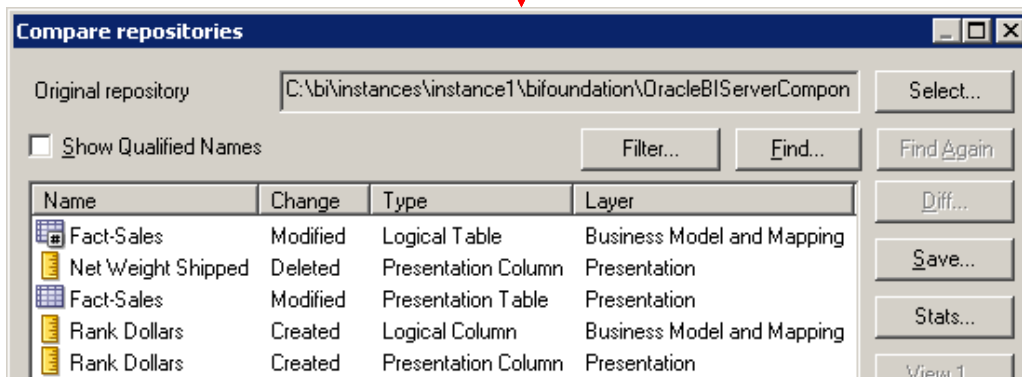 Compare repositories
Original repository C:\bi\instances\instance1\bifoundation\OracleBIServerCompon Select...
Show Qualified Names Filter... Find... Find Again
Name Change Type Layer Diff...
Fact-Sales Modified Logical Table Business Model and Mapping
Net Weight Shipped Deleted Presentation Column Presentation Save...
Fact-Sales Modified Presentation Table Presentation
Rank Dollars Created Logical Column Business Model and Mapping Stats...
Rank Dollars Created Presentation Column Presentation View 1